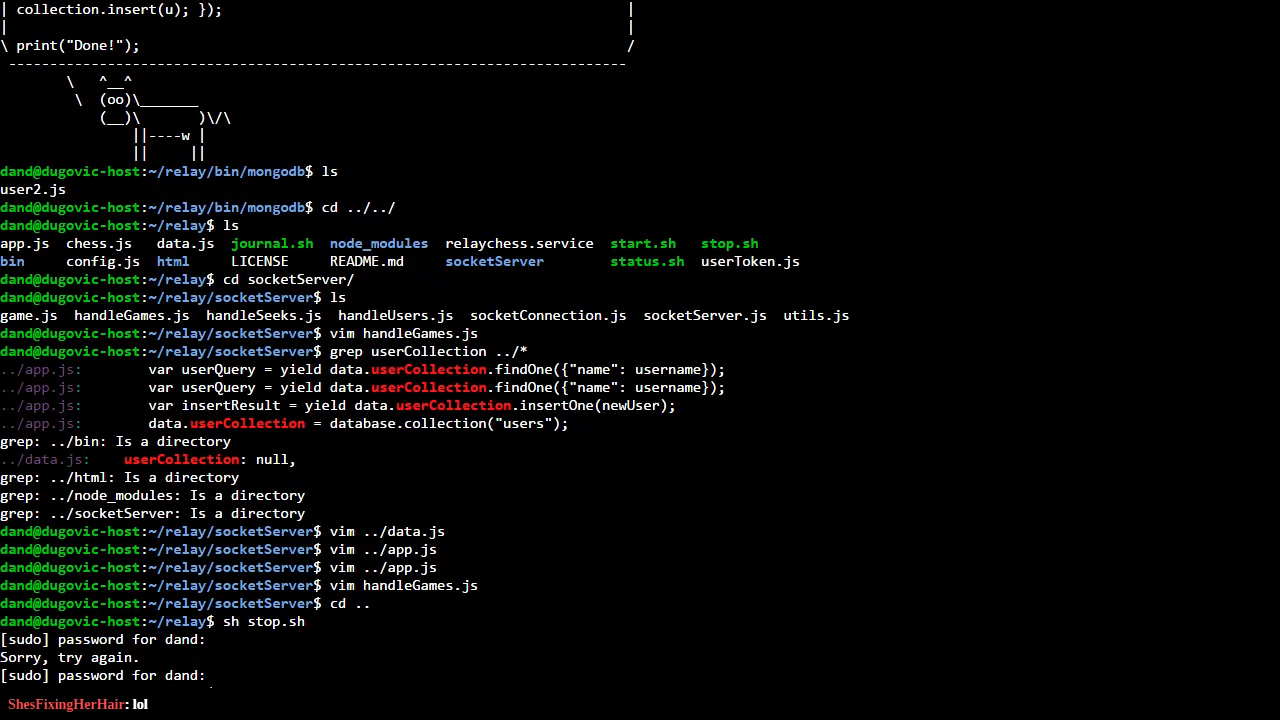 | collection.insert(u); });                                                  |
|                                                                            |
\ print("Done!");                                                            /
 ---------------------------------------------------------------------------
        \   ^__^
         \  (oo)\_______
            (__)\       )\/\
                ||----w |
                ||     ||
dand@dugovic-host:~/relay/bin/mongodb$ ls
user2.js
dand@dugovic-host:~/relay/bin/mongodb$ cd ../../
dand@dugovic-host:~/relay$ ls
app.js  chess.js   data.js  journal.sh  node_modules  relaychess.service  start.sh   stop.sh
bin     config.js  html     LICENSE     README.md     socketServer        status.sh  userToken.js
dand@dugovic-host:~/relay$ cd socketServer/
dand@dugovic-host:~/relay/socketServer$ ls
game.js  handleGames.js  handleSeeks.js  handleUsers.js  socketConnection.js  socketServer.js  utils.js
dand@dugovic-host:~/relay/socketServer$ vim handleGames.js
dand@dugovic-host:~/relay/socketServer$ grep userCollection ../*
../app.js:        var userQuery = yield data.userCollection.findOne({"name": username});
../app.js:        var userQuery = yield data.userCollection.findOne({"name": username});
../app.js:        var insertResult = yield data.userCollection.insertOne(newUser);
../app.js:        data.userCollection = database.collection("users");
grep: ../bin: Is a directory
../data.js:    userCollection: null,
grep: ../html: Is a directory
grep: ../node_modules: Is a directory
grep: ../socketServer: Is a directory
dand@dugovic-host:~/relay/socketServer$ vim ../data.js
dand@dugovic-host:~/relay/socketServer$ vim ../app.js
dand@dugovic-host:~/relay/socketServer$ vim ../app.js
dand@dugovic-host:~/relay/socketServer$ vim handleGames.js
dand@dugovic-host:~/relay/socketServer$ cd ..
dand@dugovic-host:~/relay$ sh stop.sh
[sudo] password for dand:
Sorry, try again.
[sudo] password for dand:
ShesFixingHerHair: lol